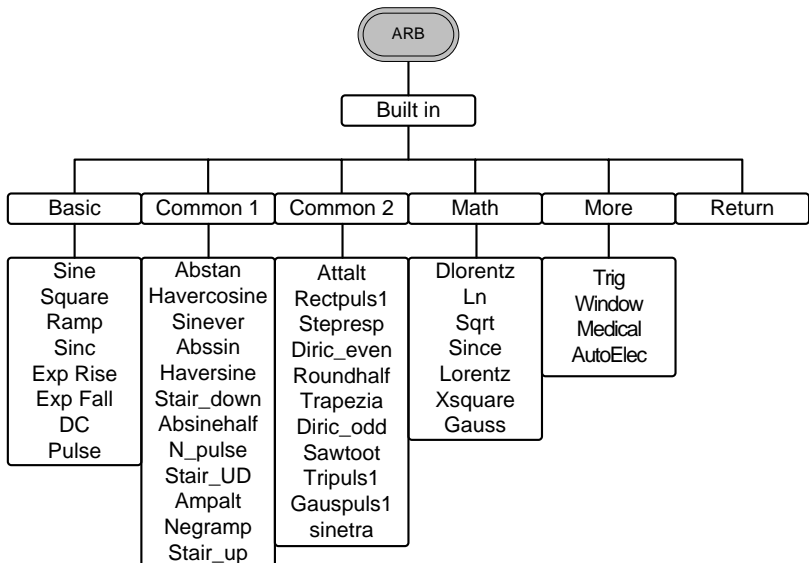 ARB
Built in
Basic
Common 1
Common 2
Math
More
Return
Sine
Square
Ramp
Sinc
Exp Rise
Exp Fall
DC
Pulse
Abstan
Havercosine
Sinever
Abssin
Haversine
Stair_down
Absinehalf
N_pulse
Stair_UD
Ampalt
Negramp
Stair_up
Attalt
Rectpuls1
Stepresp
Diric_even
Roundhalf
Trapezia
Diric_odd
Sawtoot
Tripuls1
Gauspuls1
sinetra
Dlorentz
Ln
Sqrt
Since
Lorentz
Xsquare
Gauss
Trig
Window
Medical
AutoElec